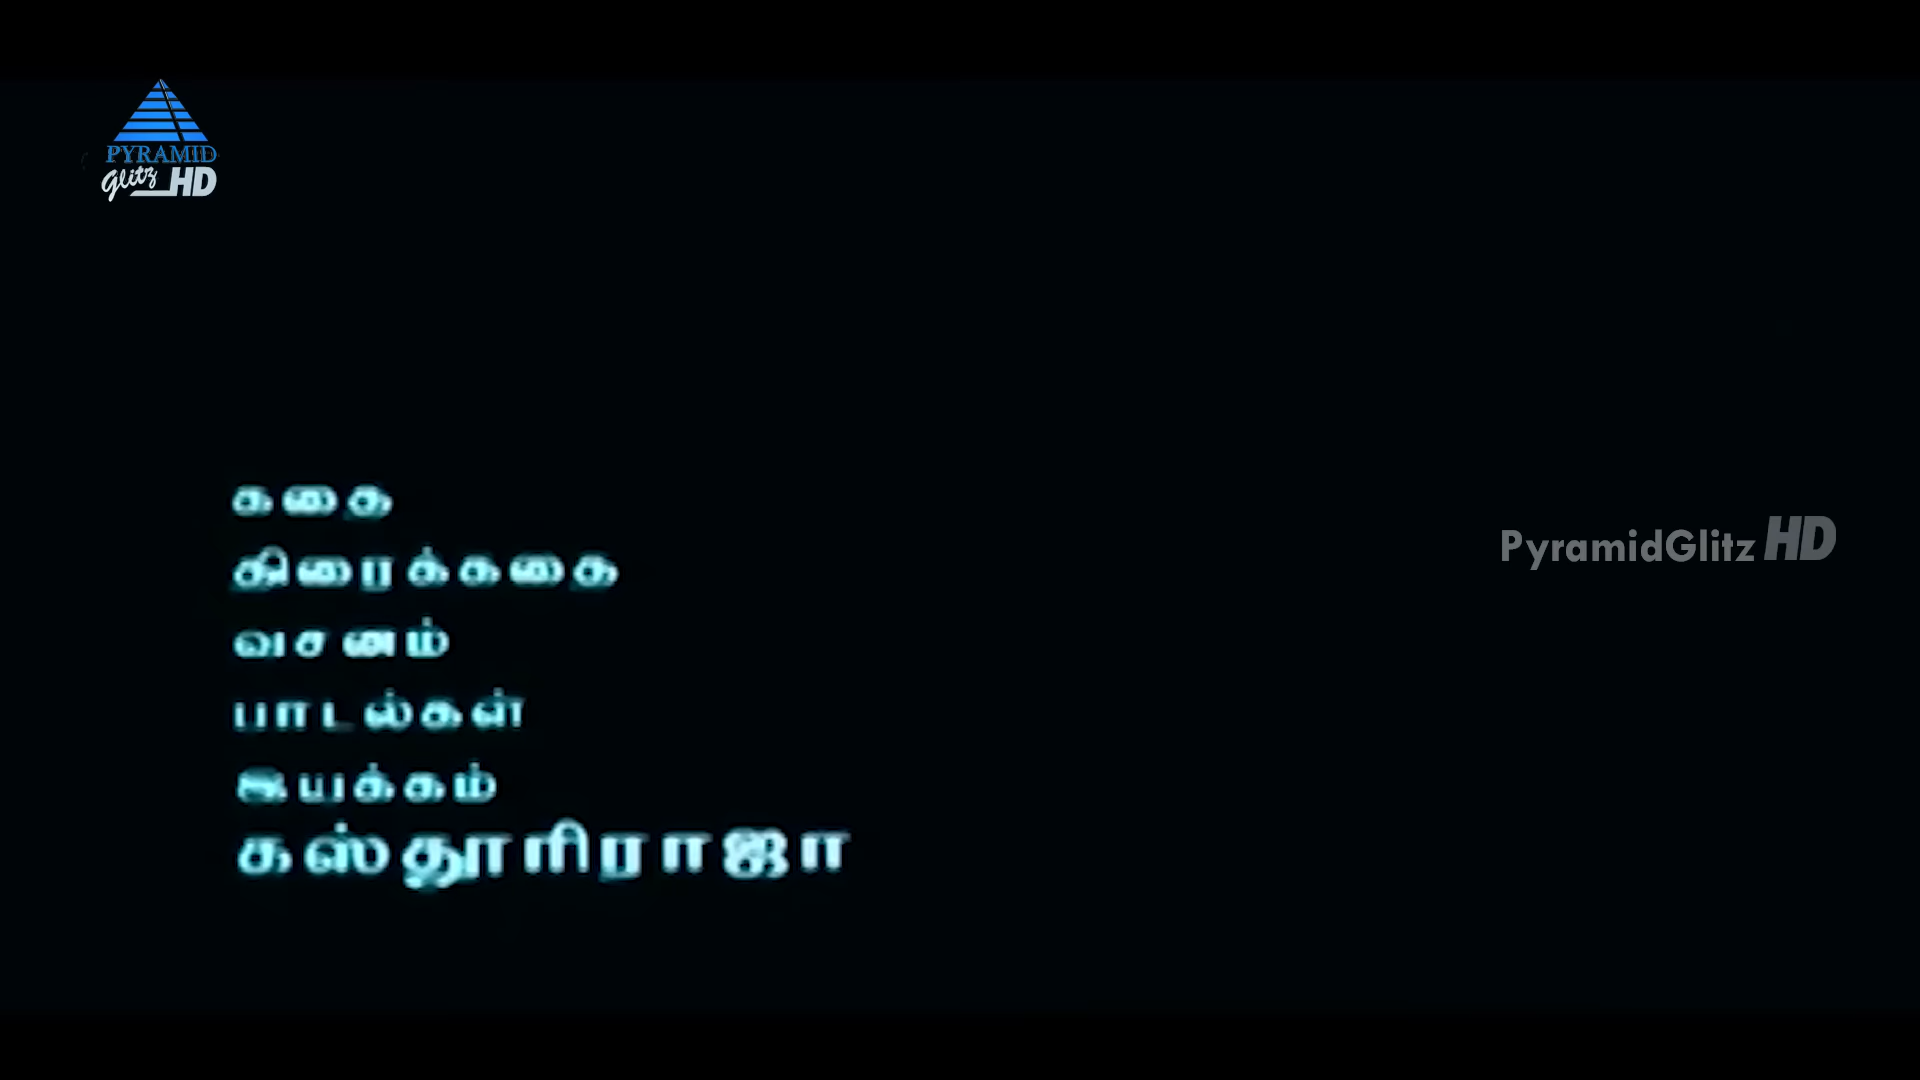 PYRAMID
glitz HD
கதை
திரைக்கதை
வசனம்
பாடல்கள்
இயக்கம்
கஸ்தூரிராஜா
PyramidGlitz HD